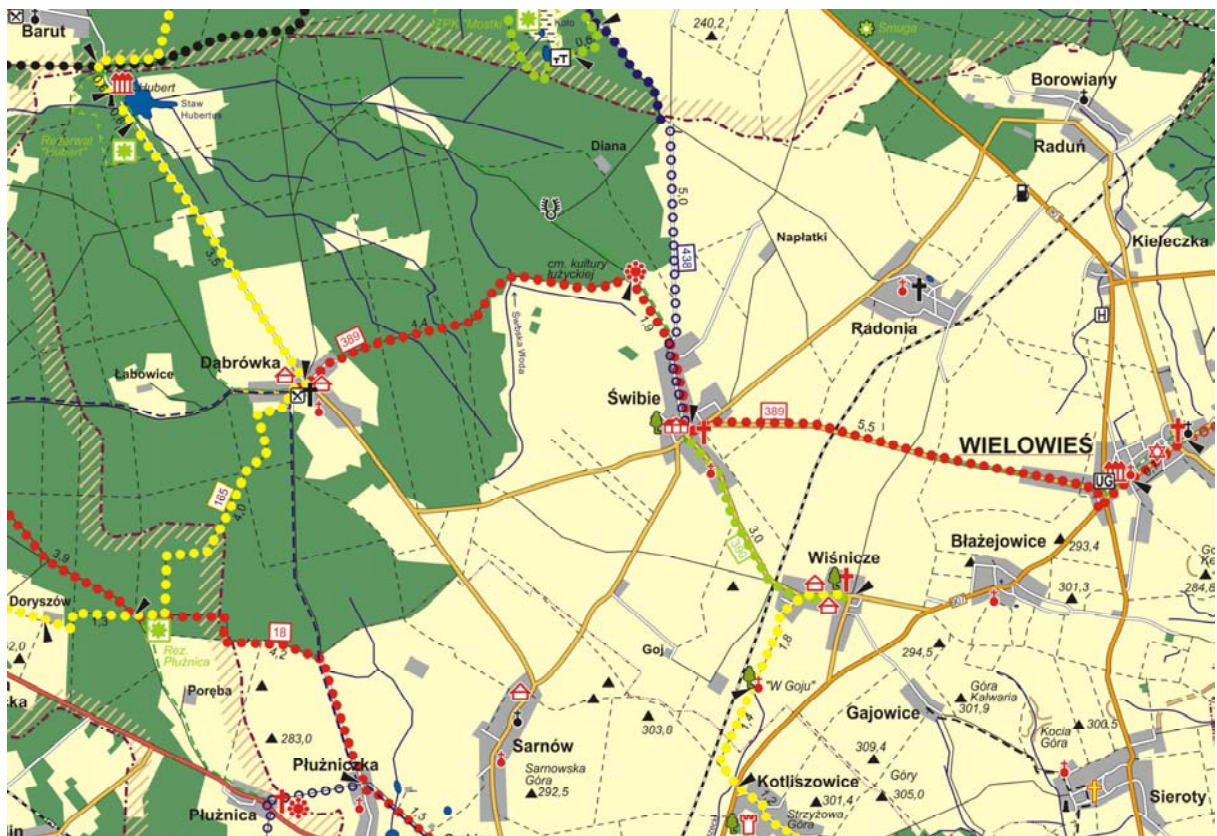 Barut
ZPK "Mostki"
Koło
0,6
240,2
Smuga
Borowiany
Hubert
Staw
Hubertus
Rezerwat
"Hubert"
Diana
Raduń
5,0
Napłatki
Kieleczka
3,5
cm. kultury
łużyckiej
438
H
Radonia
389
4,4
1,9
Świbska Woda
Dąbrówka
Łabowice
Świbie
389
5,5
WIELOWIEŚ
UG
165
4,0
3,0
Wiśnicze
Błażejowice
293,4
3,9
301,3
284,8
Doryszów
1,3
18
4,2
1,8
Rez.
Płużnica
Goj
294,5
Poręba
"W Goju"
Góra
Kalwaria
301,9
303,0
1,4
Gajowice
300,5
Kocia
Góra
283,0
Sarnów
309,4
Płużniczka
Sarnowska
Góra
292,5
Kotliszowice
Góry
305,0
301,4
Sieroty
Płużnica
Strzyżowa
Góra